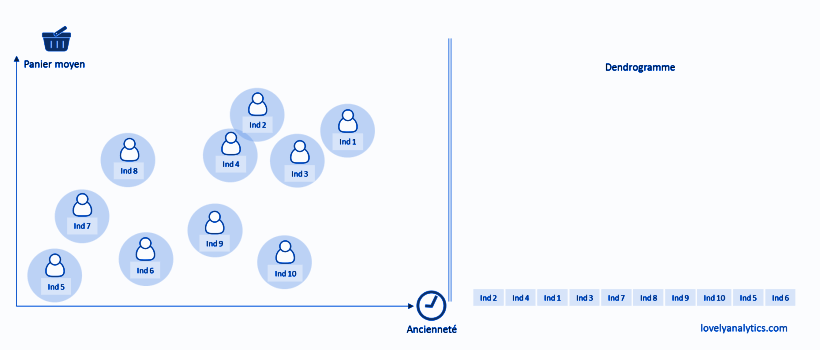 Panier moyen
Dendrogramme
Ind 2
Ind 1
Ind 4
Ind 3
Ind 8
Ind 7
Ind 9
Ind 6
Ind 10
Ind 5
Ind 2 Ind 4 Ind 1 Ind 3 Ind 7 Ind 8 Ind 9 Ind 10 Ind 5 Ind 6
Ancienneté
lovelyanalytics.com